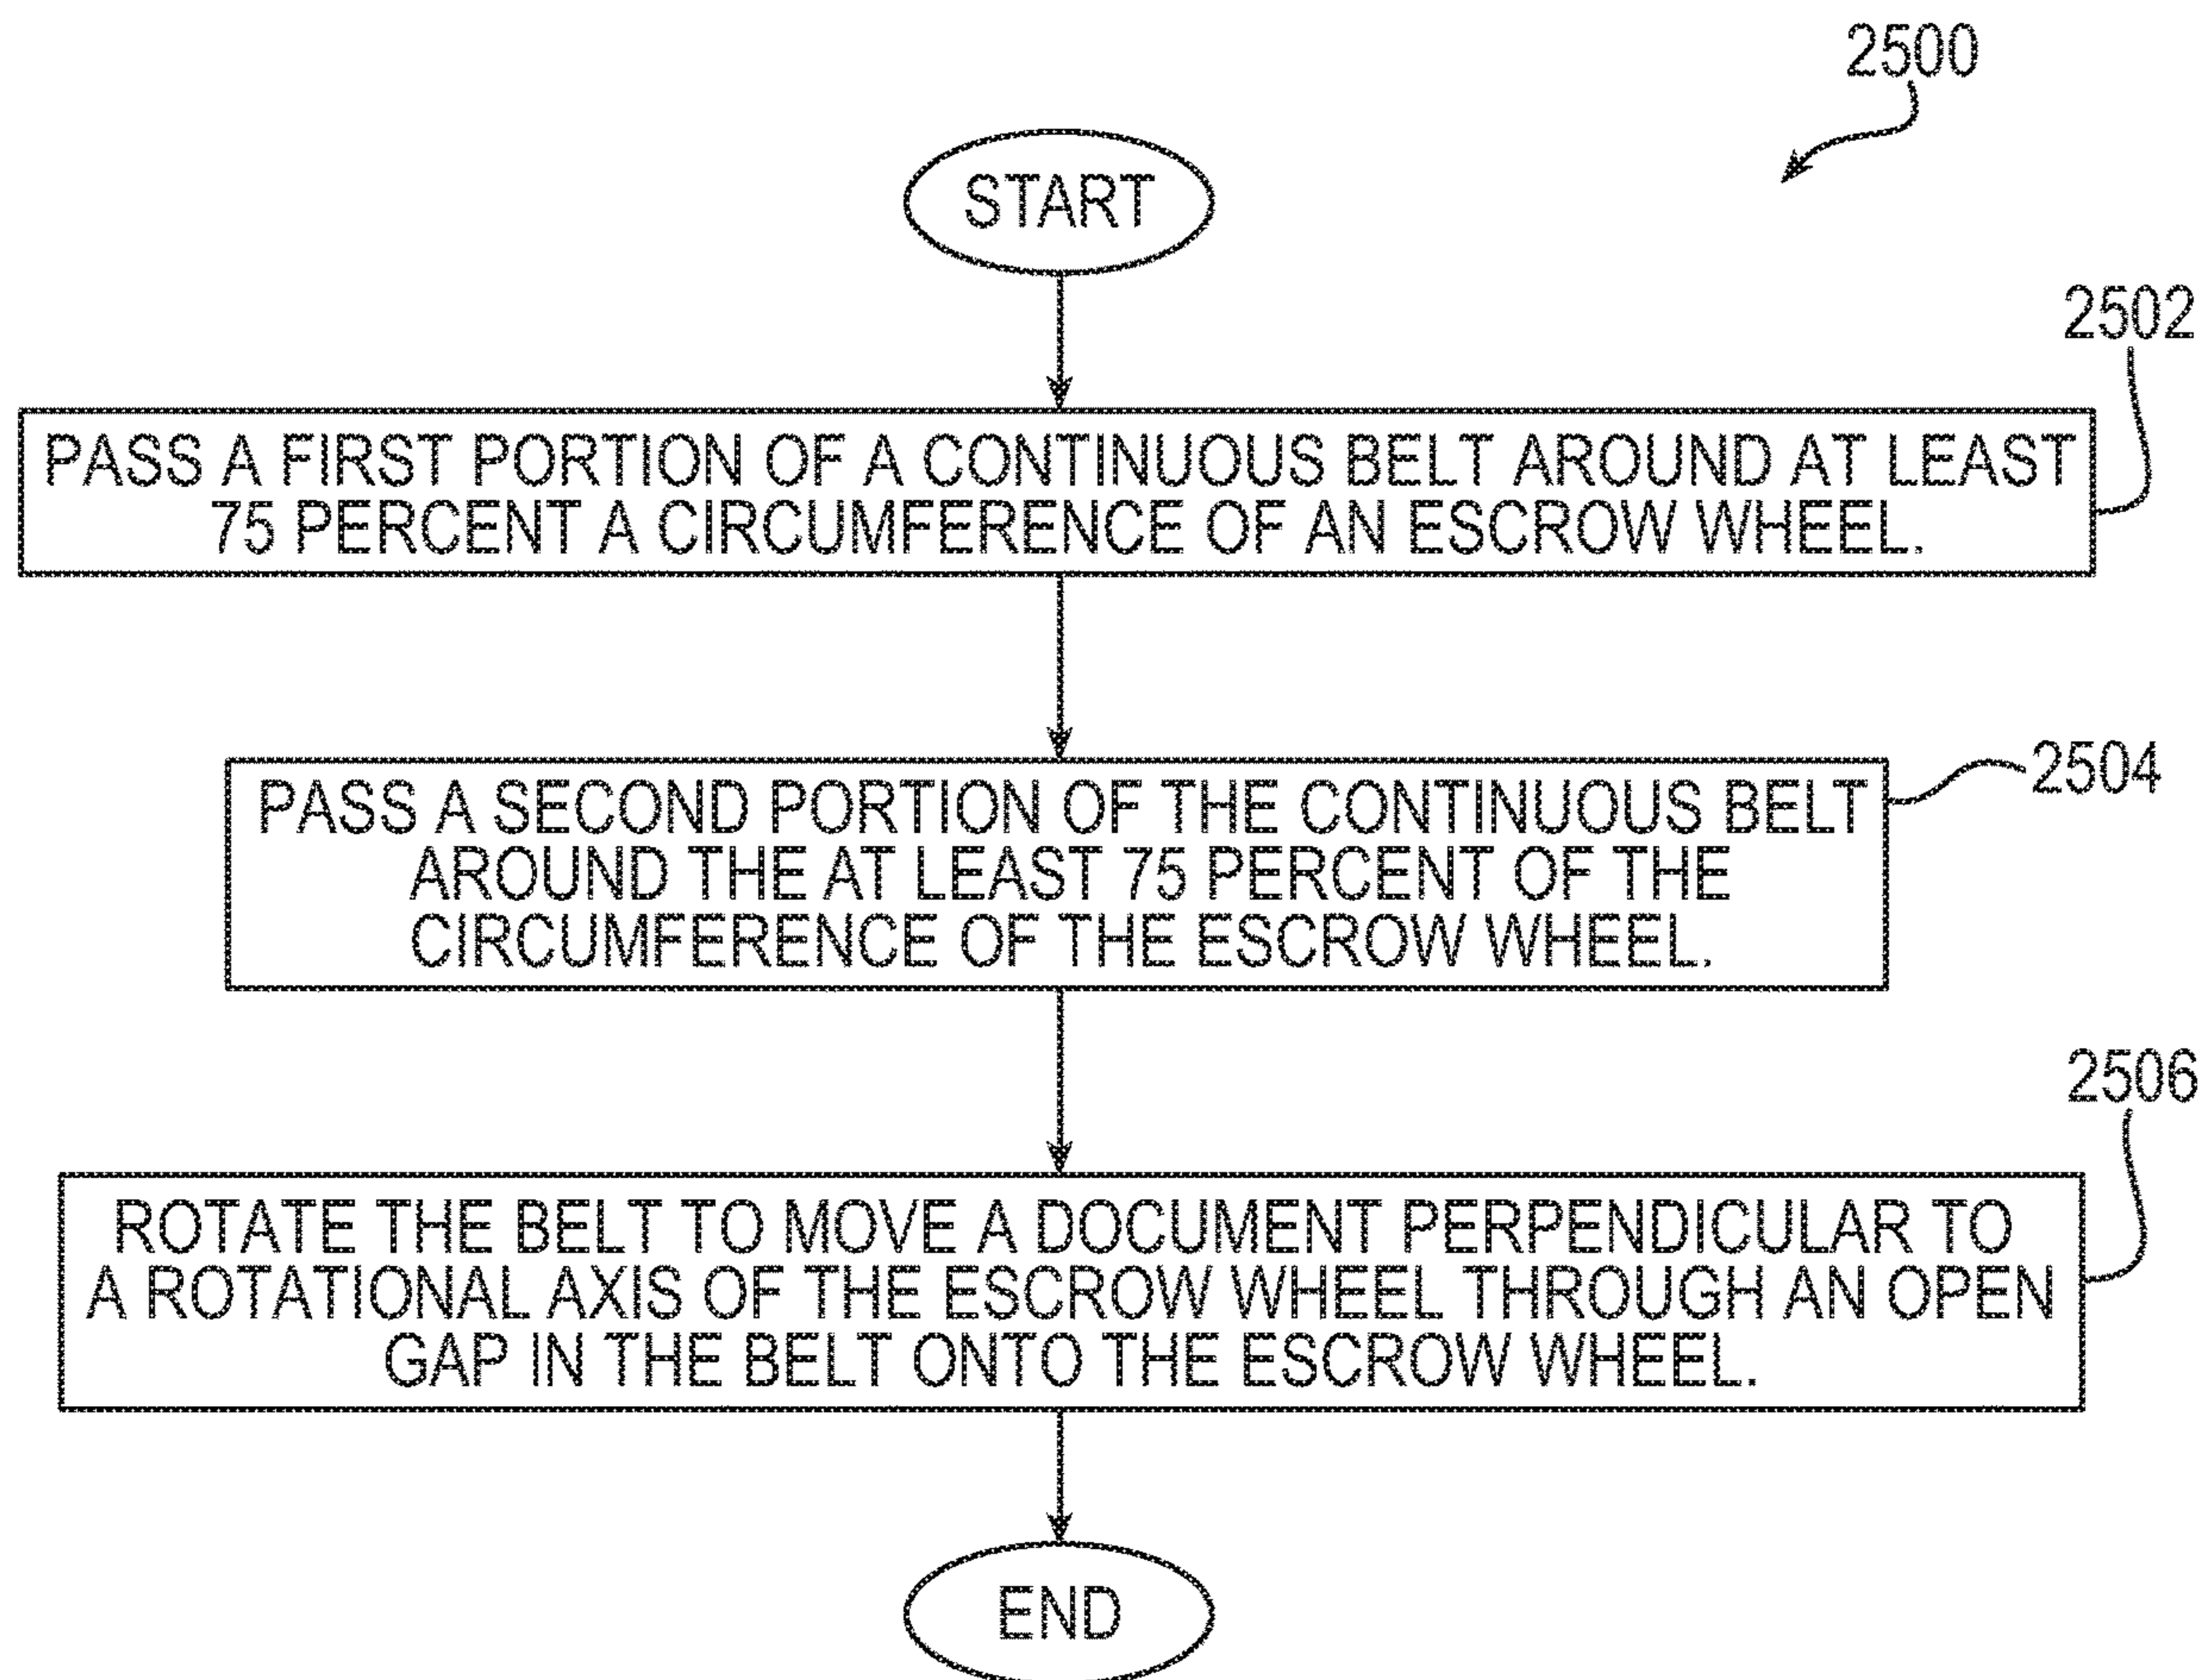 2500
START
2502
PASS A FIRST PORTION OF A CONTINUOUS BELT AROUND AT LEAST
75 PERCENT A CIRCUMFERENCE OF AN ESCROW WHEEL.
2504
PASS A SECOND PORTION OF THE CONTINUOUS BELT
AROUND THE AT LEAST 75 PERCENT OF THE
CIRCUMFERENCE OF THE ESCROW WHEEL.
2506
ROTATE THE BELT TO MOVE A DOCUMENT PERPENDICULAR TO
A ROTATIONAL AXIS OF THE ESCROW WHEEL THROUGH AN OPEN
GAP IN THE BELT ONTO THE ESCROW WHEEL.
END